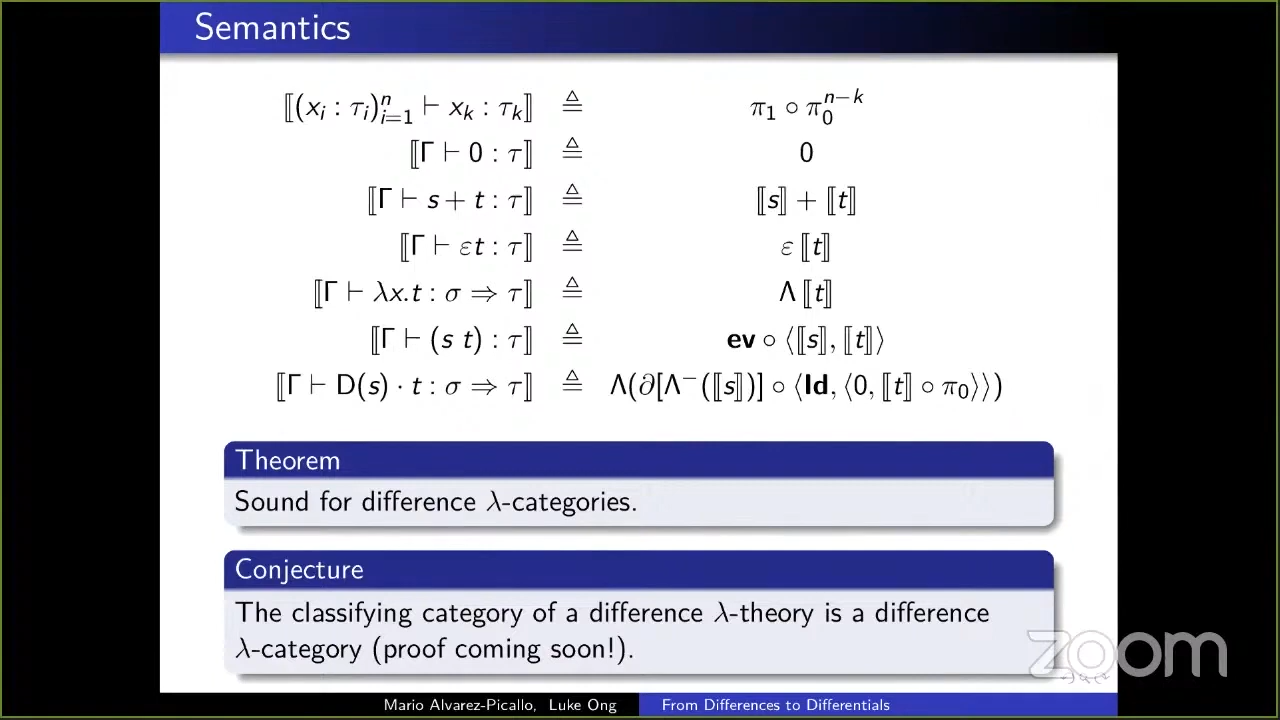 Semantics
⟦(xᵢ : τᵢ)ⁿᵢ₌₁ ⊢ xₖ : τₖ⟧ ≜ π₁ ∘ π₀ⁿ⁻ᵏ
⟦Γ ⊢ 0 : τ⟧ ≜ 0
⟦Γ ⊢ s + t : τ⟧ ≜ ⟦s⟧ + ⟦t⟧
⟦Γ ⊢ εt : τ⟧ ≜ ε ⟦t⟧
⟦Γ ⊢ λx.t : σ ⇒ τ⟧ ≜ Λ ⟦t⟧
⟦Γ ⊢ (s t) : τ⟧ ≜ ev ∘ ⟨⟦s⟧, ⟦t⟧⟩
⟦Γ ⊢ D(s) · t : σ ⇒ τ⟧ ≜ Λ(∂[Λ⁻(⟦s⟧)] ∘ ⟨Id, ⟨0, ⟦t⟧ ∘ π₀⟩⟩)
Theorem
Sound for difference λ-categories.
Conjecture
The classifying category of a difference λ-theory is a difference
λ-category (proof coming soon!).
zoom
Mario Alvarez-Picallo, Luke Ong From Differences to Differentials